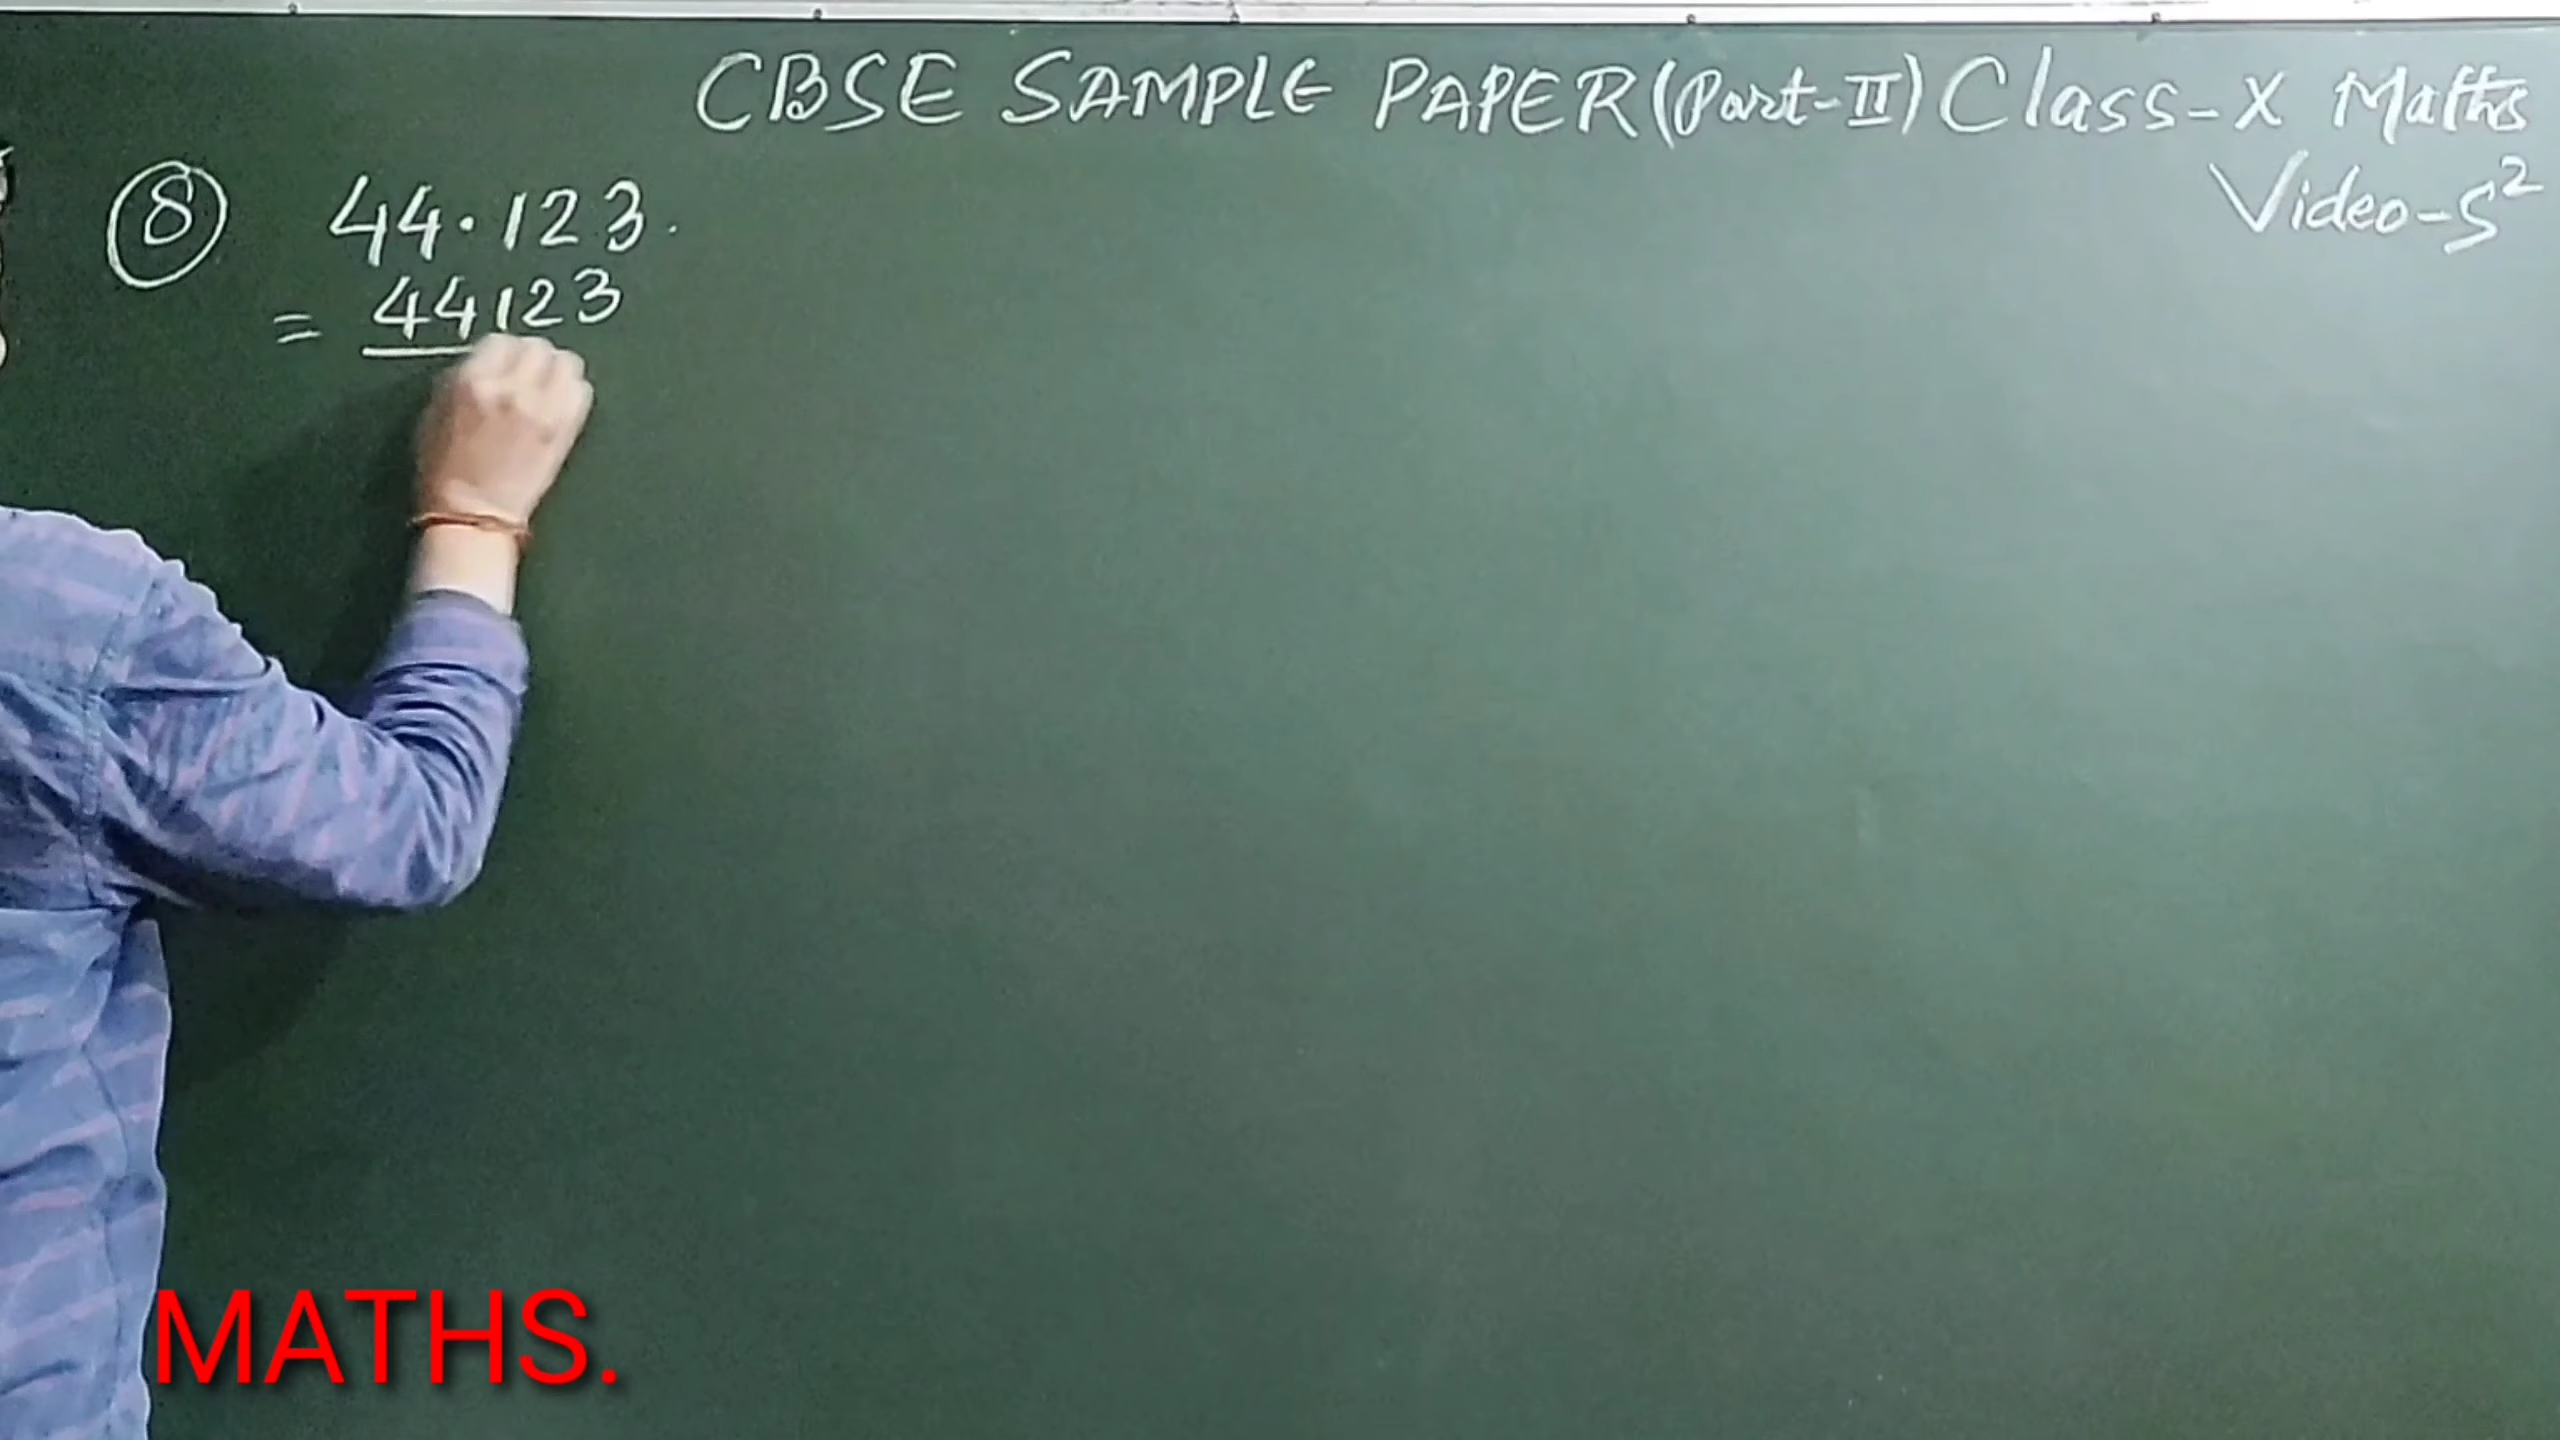 CBSE SAMPLE PAPER (Part-II) Class-X Maths
Video-5²
⑧ 44.123.
= 44123
MATHS.